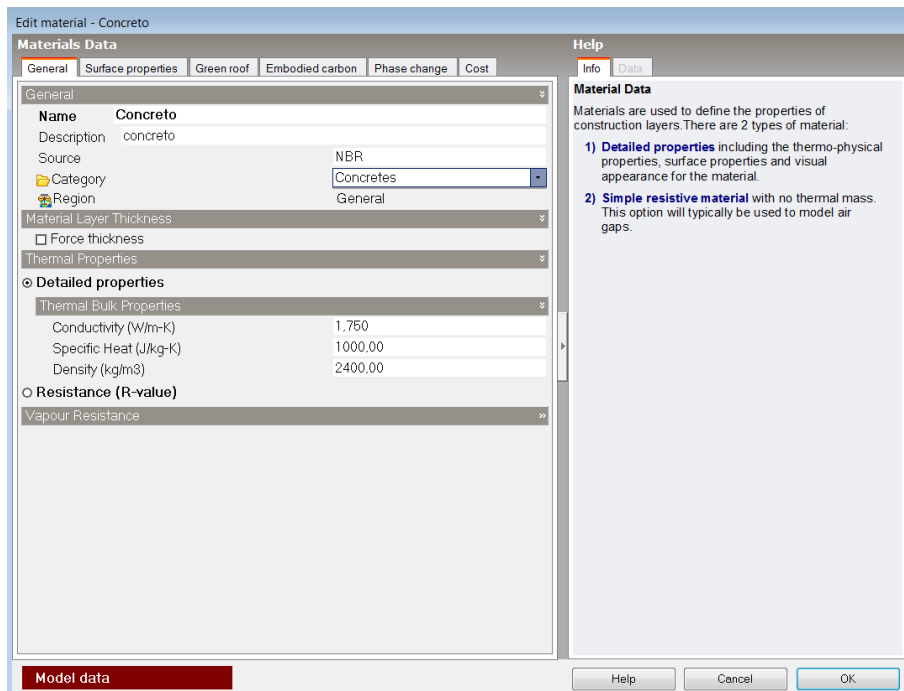 Edit material - Concreto
Materials Data
General Surface properties Green roof Embodied carbon Phase change Cost
General
Name Concreto
Description concreto
Source NBR
Category Concretes
Region General
Material Layer Thickness
Force thickness
Thermal Properties
Detailed properties
Thermal Bulk Properties
Conductivity (W/m-K) 1,750
Specific Heat (J/kg-K) 1000,00
Density (kg/m3) 2400,00
Resistance (R-value)
Vapour Resistance
Model data
Help
Info Data
Material Data
Materials are used to define the properties of
construction layers.There are 2 types of material:
1) Detailed properties including the thermo-physical
properties, surface properties and visual
appearance for the material.
2) Simple resistive material with no thermal mass.
This option will typically be used to model air
gaps.
Help Cancel OK